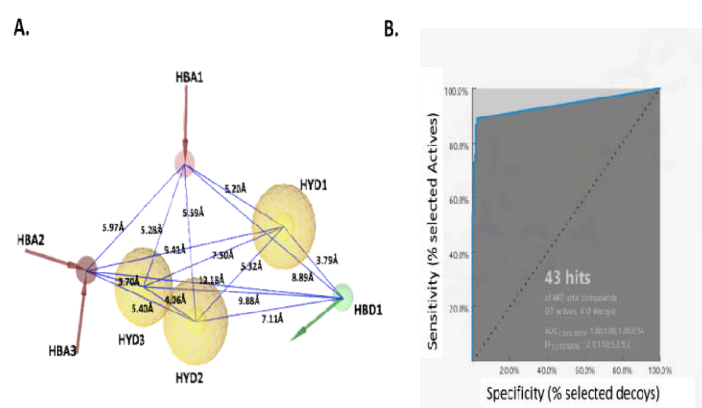 A.
B.
HBA1
HYD1
HBA2
HBA3
HYD3
HYD2
HBD1
5.20Å
5.97Å
5.59Å
5.28Å
9.41Å
7.50Å
3.79Å
5.32Å
8.89Å
3.70Å
12.18Å
4.06Å
9.88Å
5.40Å
7.11Å
Sensitivity (% selected Actives)
100.0%
80.0%
60.0%
40.0%
20.0%
43 hits
of 467 total compounds
(57 actives, 410 decoys)
40.0%
60.0%
80.0%
100.0%
Specificity (% selected decoys)